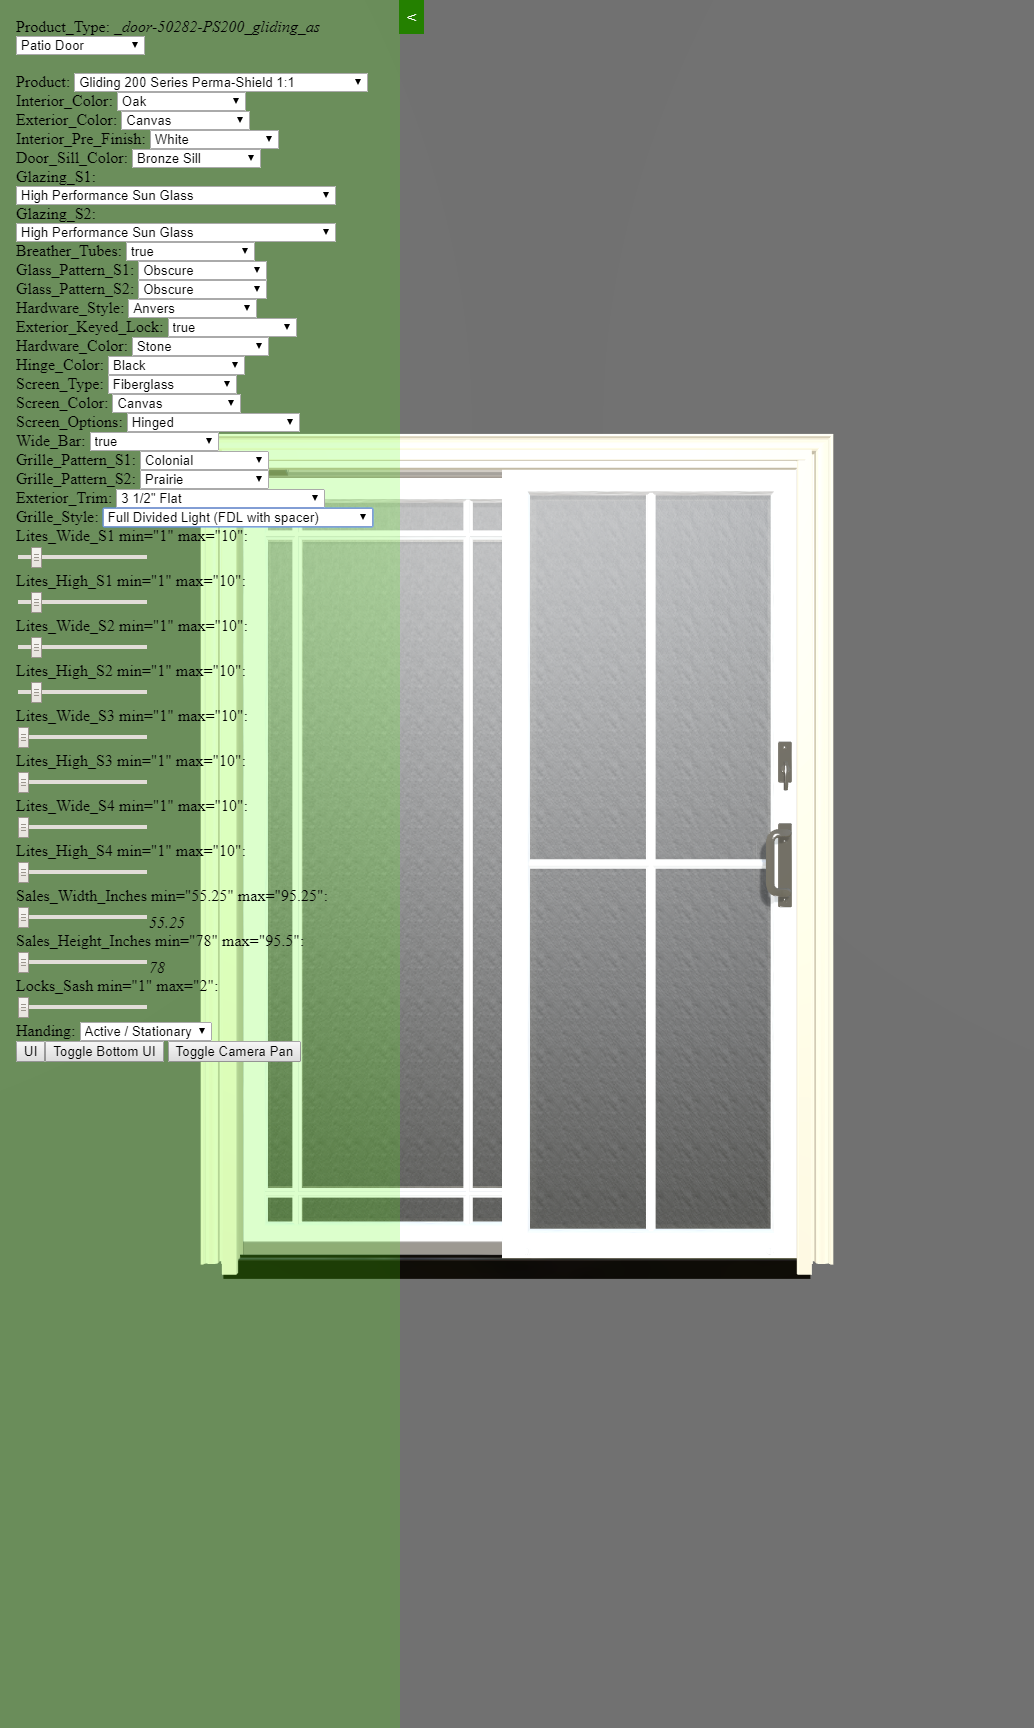 Product_Type: _door-50282-PS200_gliding_as
<
Patio Door
Product: Gliding 200 Series Perma-Shield 1:1
Interior_Color: Oak
Exterior_Color: Canvas
Interior_Pre_Finish: White
Door_Sill_Color: Bronze Sill
Glazing_S1:
High Performance Sun Glass
Glazing_S2:
High Performance Sun Glass
Breather_Tubes: true
Glass_Pattern_S1: Obscure
Glass_Pattern_S2: Obscure
Hardware_Style: Anvers
Exterior_Keyed_Lock: true
Hardware_Color: Stone
Hinge_Color: Black
Screen_Type: Fiberglass
Screen_Color: Canvas
Screen_Options: Hinged
Wide_Bar: true
Grille_Pattern_S1: Colonial
Grille_Pattern_S2: Prairie
Exterior_Trim: 3 1/2" Flat
Grille_Style: Full Divided Light (FDL with spacer)
Lites_Wide_S1 min="1" max="10":
Lites_High_S1 min="1" max="10":
Lites_Wide_S2 min="1" max="10":
Lites_High_S2 min="1" max="10":
Lites_Wide_S3 min="1" max="10":
Lites_High_S3 min="1" max="10":
Lites_Wide_S4 min="1" max="10":
Lites_High_S4 min="1" max="10":
Sales_Width_Inches min="55.25" max="95.25":
55.25
Sales_Height_Inches min="78" max="95.5":
78
Locks_Sash min="1" max="2":
Handing: Active / Stationary
UI Toggle Bottom UI Toggle Camera Pan